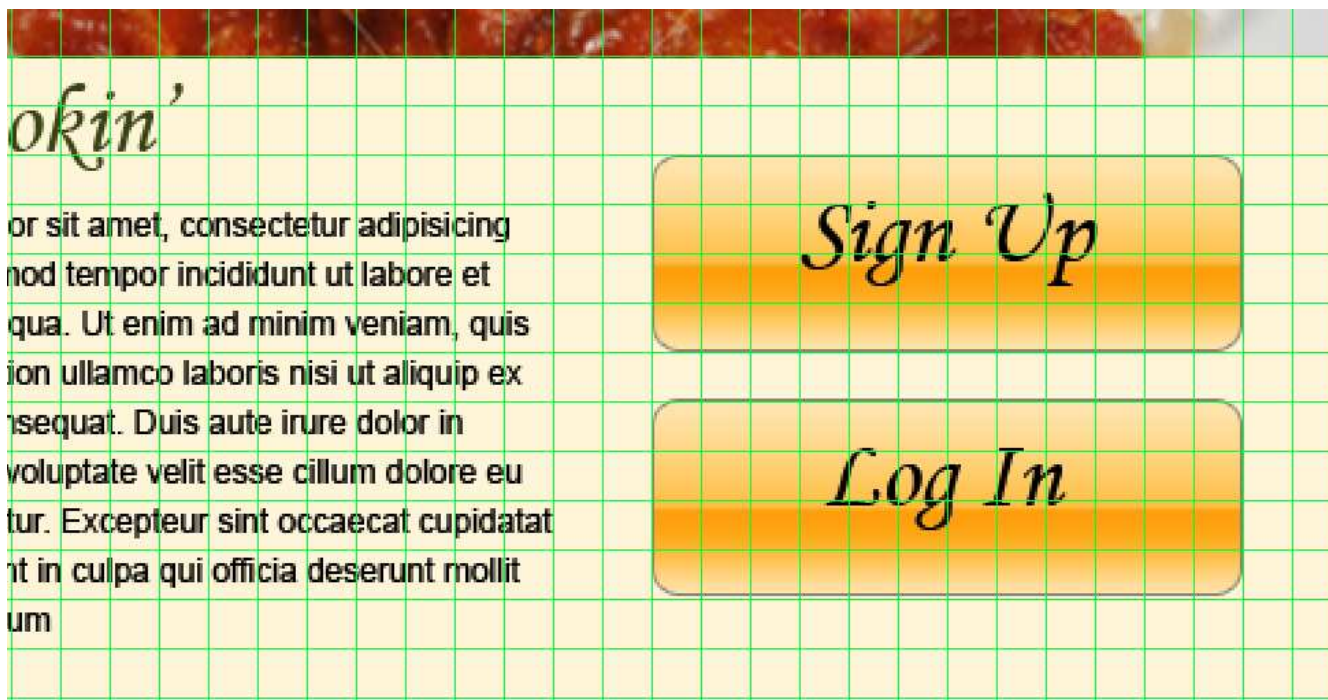 okin’
or sit amet, consectetur adipisicing
mod tempor incididunt ut labore et
qua. Ut enim ad minim veniam, quis
ion ullamco laboris nisi ut aliquip ex
nsequat. Duis aute irure dolor in
voluptate velit esse cillum dolore eu
tur. Excepteur sint occaecat cupidatat
nt in culpa qui officia deserunt mollit
um
Sign Up
Log In